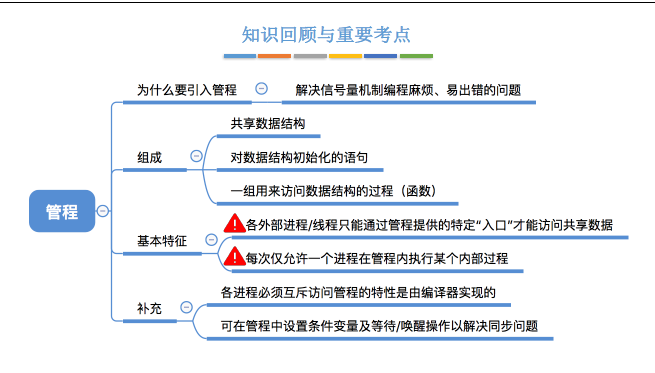 知识回顾与重要考点
为什么要引入管程
解决信号量机制编程麻烦、易出错的问题
共享数据结构
组成
对数据结构初始化的语句
一组用来访问数据结构的过程（函数）
管程
各外部进程/线程只能通过管程提供的特定“入口”才能访问共享数据
基本特征
每次仅允许一个进程在管程内执行某个内部过程
各进程必须互斥访问管程的特性是由编译器实现的
补充
可在管程中设置条件变量及等待/唤醒操作以解决同步问题